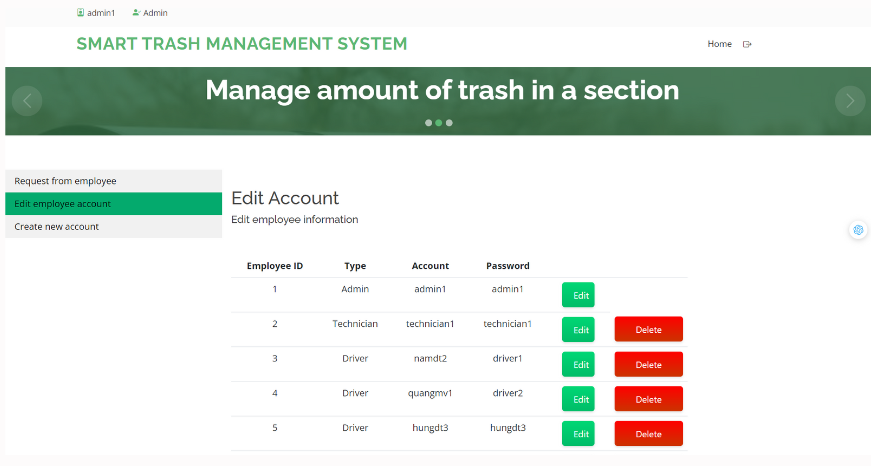 admin1 Admin
SMART TRASH MANAGEMENT SYSTEM
Home
Manage amount of trash in a section
Request from employee
Edit employee account
Create new account
Edit Account
Edit employee information
Employee ID Type Account Password
1 Admin admin1 admin1 Edit
2 Technician technician1 technician1 Edit Delete
3 Driver namdt2 driver1 Edit Delete
4 Driver quangmv1 driver2 Edit Delete
5 Driver hungdt3 hungdt3 Edit Delete